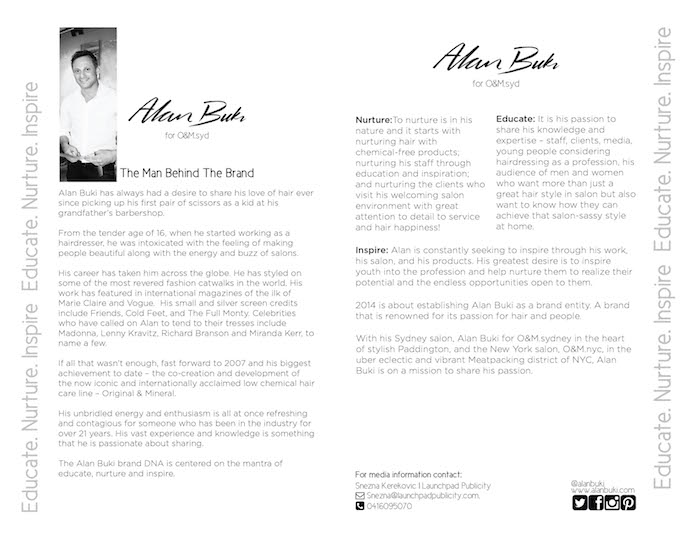 Educate. Nurture. Inspire Educate. Nurture. Inspire
Alan Buki
for O&M.syd
The Man Behind The Brand
Alan Buki has always had a desire to share his love of hair ever
since picking up his first pair of scissors as a kid at his
grandfather's barbershop.
From the tender age of 16, when he started working as a
hairdresser, he was intoxicated with the feeling of making
people beautiful along with the energy and buzz of salons.
His career has taken him across the globe. He has styled on
some of the most revered fashion catwalks in the world. His
work has featured in international magazines of the ilk of
Marie Claire and Vogue. His small and silver screen credits
include Friends, Cold Feet, and The Full Monty. Celebrities
who have called on Alan to tend to their tresses include
Madonna, Lenny Kravitz, Richard Branson and Miranda Kerr, to
name a few.
If all that wasn't enough, fast forward to 2007 and his biggest
achievement to date – the co-creation and development of
the now iconic and internationally acclaimed low chemical hair
care line – Original & Mineral.
His unbridled energy and enthusiasm is all at once refreshing
and contagious for someone who has been in the industry for
over 21 years. His vast experience and knowledge is something
that he is passionate about sharing.
The Alan Buki brand DNA is centered on the mantra of
educate, nurture and inspire.
Alan Buki
for O&M.syd
Nurture:To nurture is in his
nature and it starts with
nurturing hair with
chemical-free products;
nurturing his staff through
education and inspiration;
and nurturing the clients who
visit his welcoming salon
environment with great
attention to detail to service
and hair happiness!
Educate: It is his passion to
share his knowledge and
expertise – staff, clients, media,
young people considering
hairdressing as a profession, his
audience of men and women
who want more than just a
great hair style in salon but also
want to know how they can
achieve that salon-sassy style
at home.
Inspire: Alan is constantly seeking to inspire through his work,
his salon, and his products. His greatest desire is to inspire
youth into the profession and help nurture them to realize their
potential and the endless opportunities open to them.
2014 is about establishing Alan Buki as a brand entity. A brand
that is renowned for its passion for hair and people.
With his Sydney salon, Alan Buki for O&M.sydney in the heart
of stylish Paddington, and the New York salon, O&M.nyc, in the
uber eclectic and vibrant Meatpacking district of NYC, Alan
Buki is on a mission to share his passion.
For media information contact:
Snezna Kerekovic | Launchpad Publicity
Snezna@launchpadpublicity.com.
0416095070
@alanbuki
www.alanbuki.com
Educate. Nurture. Inspire Educate. Nurture. Inspire